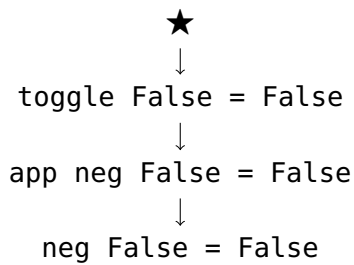 ★
↓
toggle False = False
↓
app neg False = False
↓
neg False = False